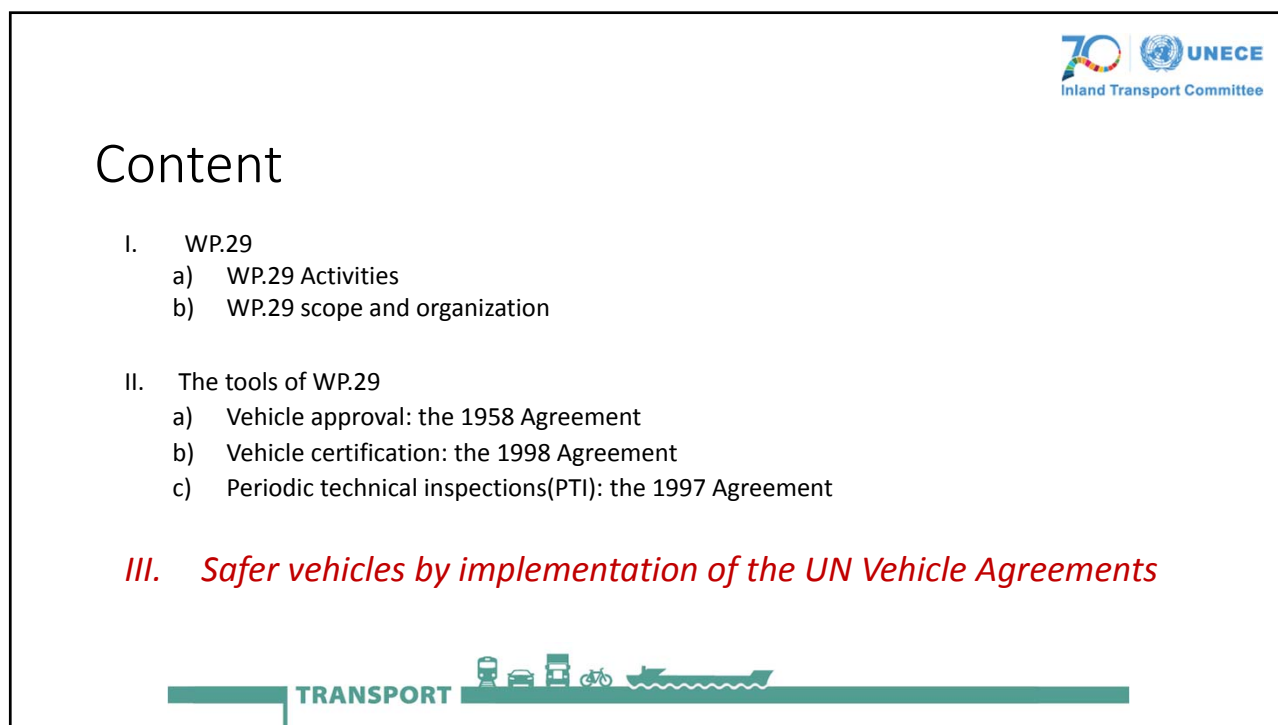 70 UNECE
Inland Transport Committee
Content
I. WP.29
a) WP.29 Activities
b) WP.29 scope and organization
II. The tools of WP.29
a) Vehicle approval: the 1958 Agreement
b) Vehicle certification: the 1998 Agreement
c) Periodic technical inspections(PTI): the 1997 Agreement
III. Safer vehicles by implementation of the UN Vehicle Agreements
TRANSPORT